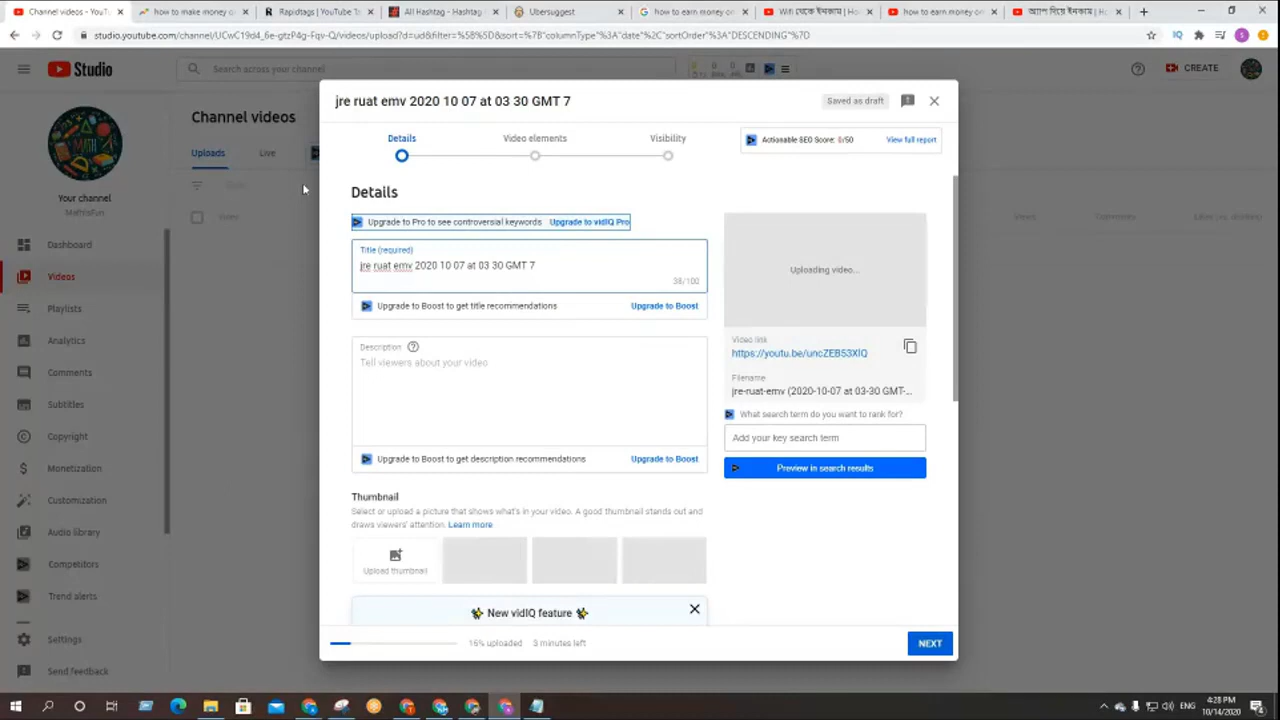 Channel videos - YouTu
how to make money o
Rapidtags | YouTube T
All Hashtag - Hashtag
Ubersuggest
how to earn money o
Wifi থেকে ইনকাম | Ho
how to earn money on
অ্যাপ দিয়ে ইনকাম | H
studio.youtube.com/channel/UCwC19d4_6e-gtzP4g-Fqv-Q/videos/upload?d=ud&filter=%5B%5D&sort=%7B"columnType"%3A"date"%2C"sortOrder"%3A"DESCENDING"%7D
Studio
Search across your channel
CREATE
MATH
Your channel
MathisFun
Dashboard
Videos
Playlists
Analytics
Comments
Subtitles
Copyright
Monetization
Customization
Audio library
Competitors
Trend alerts
Settings
Send feedback
Channel videos
Uploads
Live
Video
jre ruat emv 2020 10 07 at 03 30 GMT 7
Saved as draft
Details
Video elements
Visibility
Actionable SEO Score: 0/50
View full report
Details
Upgrade to Pro to see controversial keywords Upgrade to vidIQ Pro
Title (required)
jre ruat emv 2020 10 07 at 03 30 GMT 7
38/100
Upgrade to Boost to get title recommendations
Upgrade to Boost
Description
Tell viewers about your video
Upgrade to Boost to get description recommendations
Upgrade to Boost
Thumbnail
Select or upload a picture that shows what's in your video. A good thumbnail stands out and
draws viewers' attention. Learn more
Upload thumbnail
New vidIQ feature
Uploading video...
Video link
https://youtu.be/uncZEB53XlQ
Filename
jre-ruat-emv (2020-10-07 at 03-30 GMT-...
What search term do you want to rank for?
Add your key search term
Preview in search results
15% uploaded
3 minutes left
NEXT
ENG
4:28 PM
10/14/2020